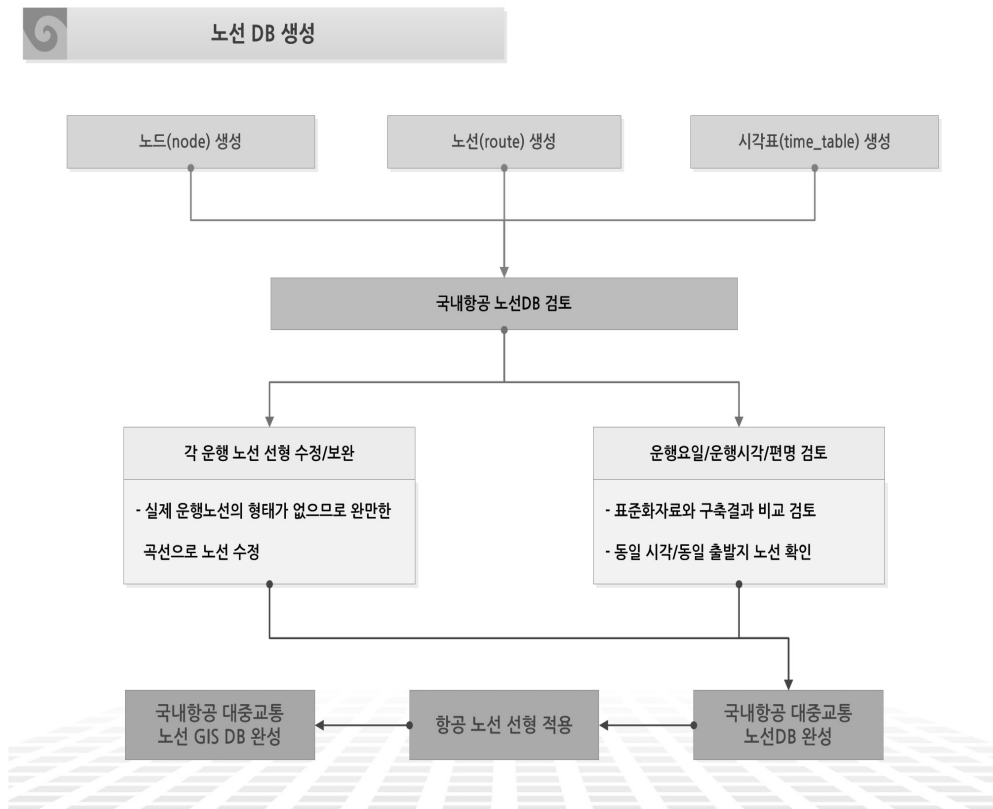 노선 DB 생성
노드(node) 생성
노선(route) 생성
시각표(time_table) 생성
국내항공 노선DB 검토
각 운행 노선 선형 수정/보완
- 실제 운행노선의 형태가 없으므로 완만한
곡선으로 노선 수정
운행요일/운행시각/편명 검토
- 표준화자료와 구축결과 비교 검토
- 동일 시각/동일 출발지 노선 확인
국내항공 대중교통
노선 GIS DB 완성
항공 노선 선형 적용
국내항공 대중교통
노선DB 완성